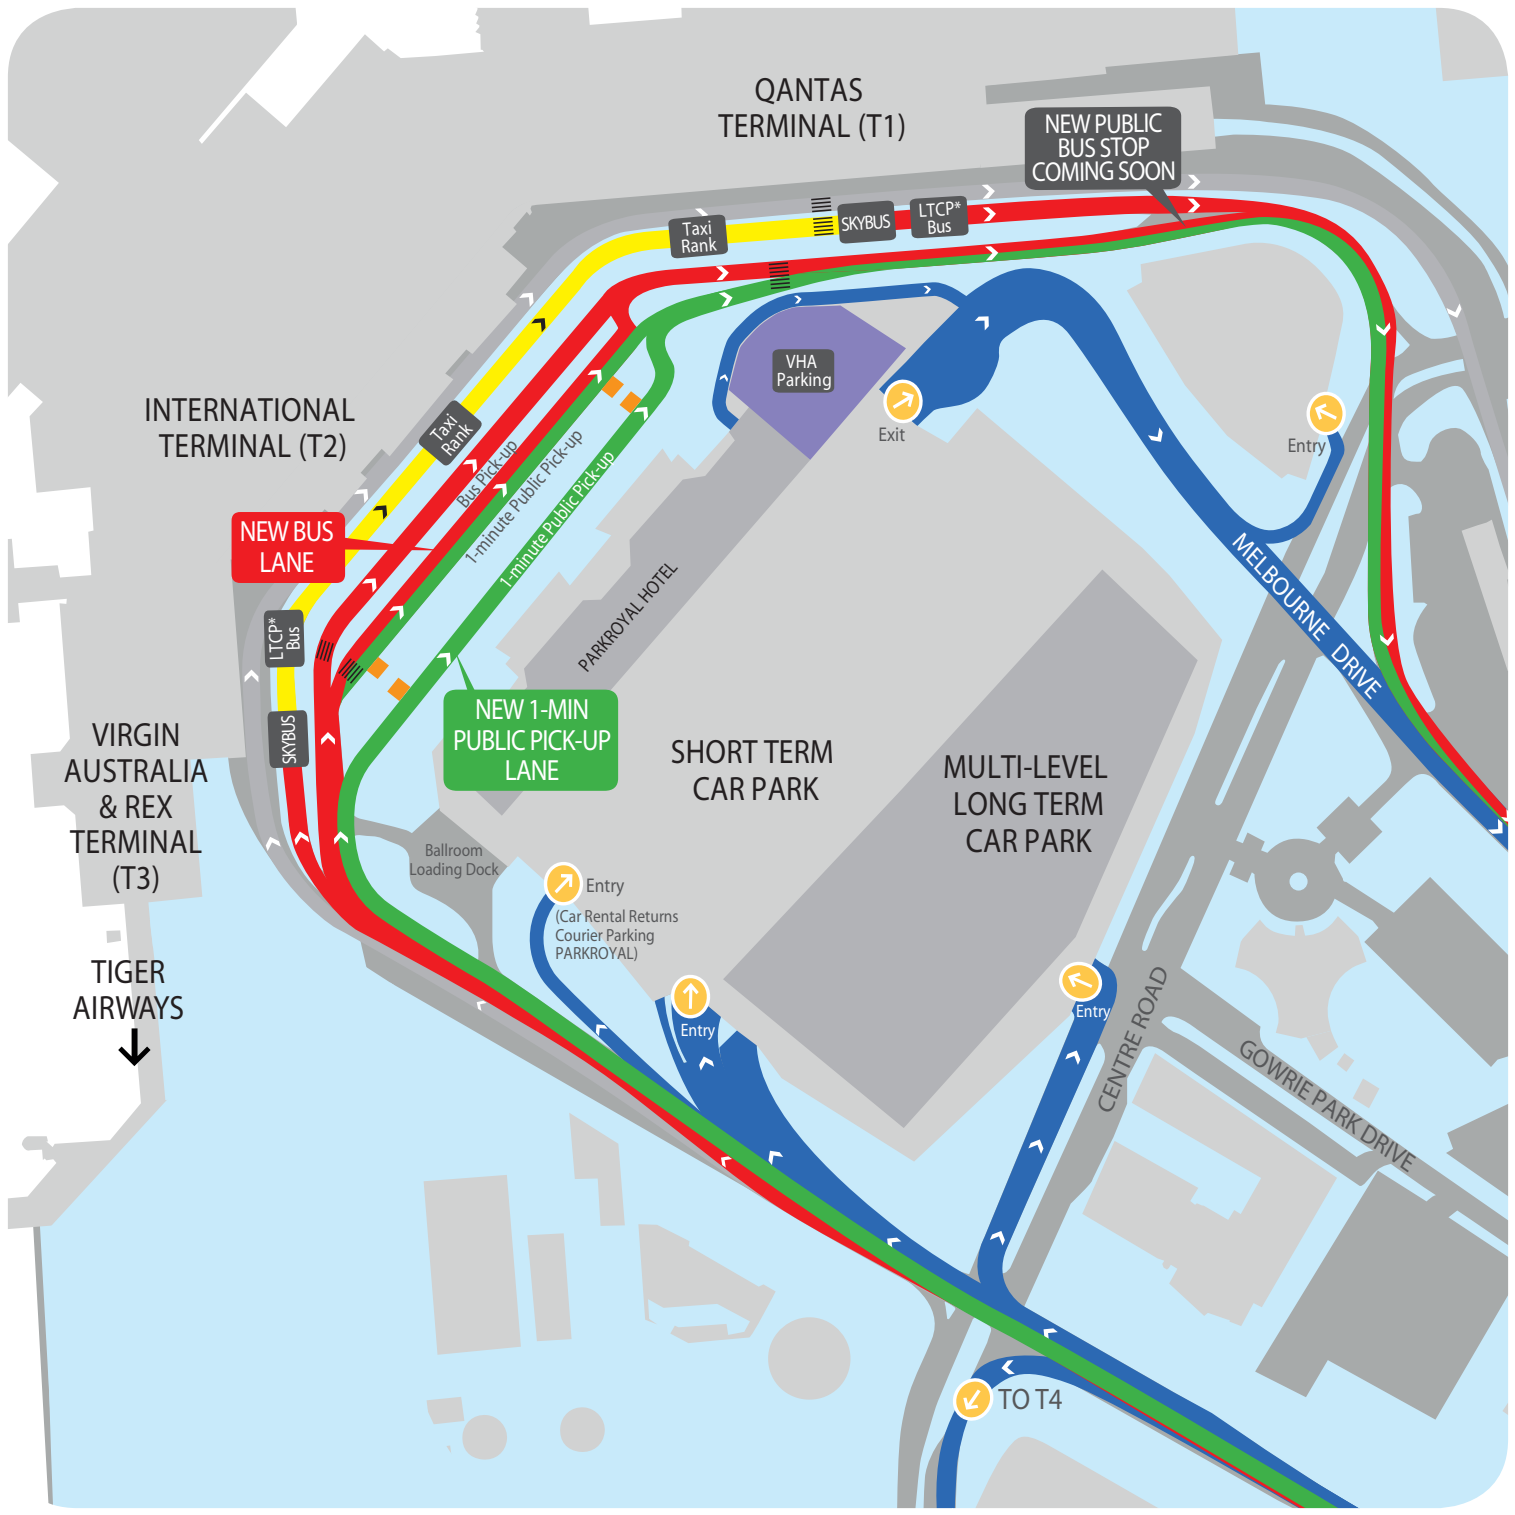 QANTAS
TERMINAL (T1)
NEW PUBLIC
BUS STOP
COMING SOON
Taxi
Rank
SKYBUS
LTCP*
Bus
VHA
Parking
Exit
Entry
INTERNATIONAL
TERMINAL (T2)
Taxi
Rank
Bus Pick-up
1-minute Public Pick-up
1-minute Public Pick-up
NEW BUS
LANE
LTCP*
Bus
SKYBUS
PARKROYAL HOTEL
MELBOURNE DRIVE
NEW 1-MIN
PUBLIC PICK-UP
LANE
SHORT TERM
CAR PARK
MULTI-LEVEL
LONG TERM
CAR PARK
VIRGIN
AUSTRALIA
& REX
TERMINAL
(T3)
Ballroom
Loading Dock
Entry
(Car Rental Returns
Courier Parking
PARKROYAL)
TIGER
AIRWAYS
Entry
Entry
CENTRE ROAD
GOWRIE PARK DRIVE
TO T4